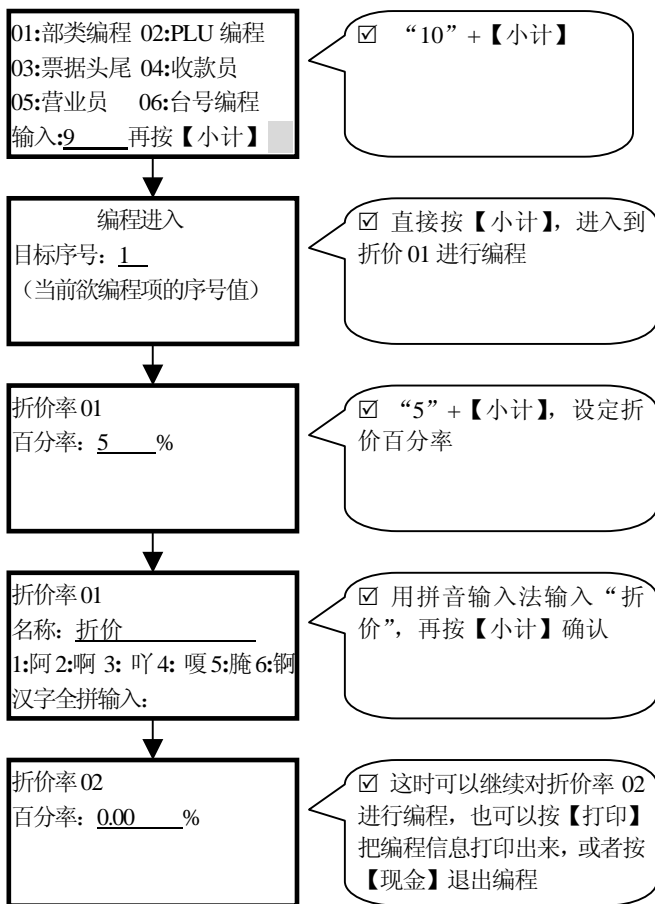 01:部类编程 02:PLU 编程
03:票据头尾 04:收款员
05:营业员 06:台号编程
输入:9 再按【小计】
☑ “10”+【小计】
编程进入
目标序号：1
（当前欲编程项的序号值）
☑ 直接按【小计】，进入到
折价 01 进行编程
折价率 01
百分率：5 %
☑ “5”+【小计】，设定折
价百分率
折价率 01
名称：折价
1:阿 2:啊 3: 吖 4: 嗄 5:腌 6:锕
汉字全拼输入：
☑ 用拼音输入法输入“折
价”，再按【小计】确认
折价率 02
百分率：0.00 %
☑ 这时可以继续对折价率 02
进行编程，也可以按【打印】
把编程信息打印出来，或者按
【现金】退出编程